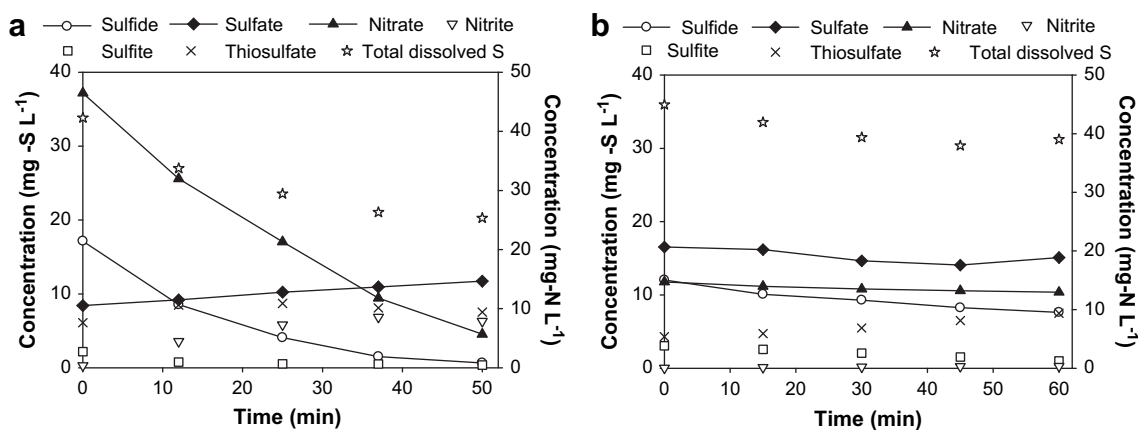 a
Sulfide Sulfate Nitrate Nitrite
Sulfite Thiosulfate Total dissolved S
40 50
30 40
20 30
10 20
0 10
0
Concentration (mg -S L-1)
Concentration (mg-N L-1)
0 10 20 30 40 50
Time (min)
b
Sulfide Sulfate Nitrate Nitrite
Sulfite Thiosulfate Total dissolved S
40 50
30 40
20 30
10 20
0 10
0
Concentration (mg -S L-1)
Concentration (mg-N L-1)
0 10 20 30 40 50 60
Time (min)